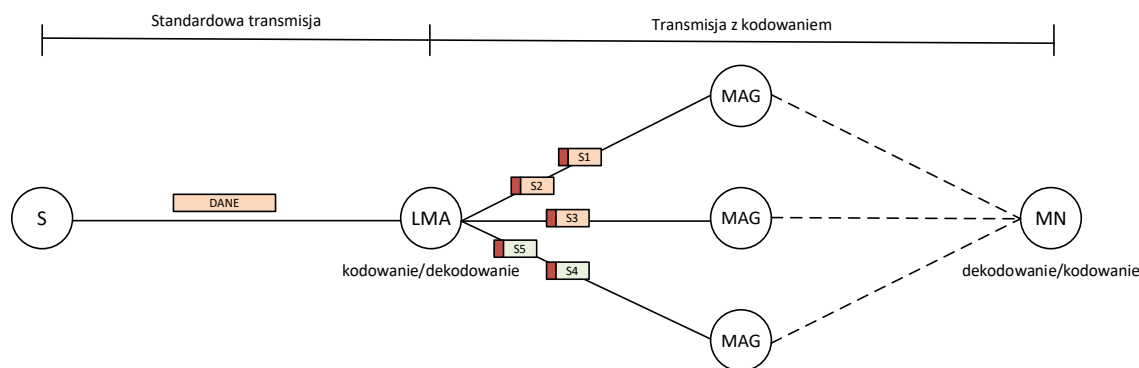 Standardowa transmisja
Transmisja z kodowaniem
MAG
S1
S2
DANE
S
LMA
S3
MAG
MN
S5
kodowanie/dekodowanie
S4
dekodowanie/kodowanie
MAG